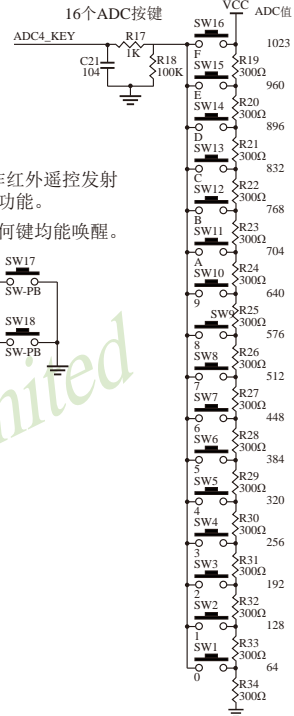 16个ADC按键
VCC
ADC值
SW16
1023
ADC4_KEY
R17
1K
F
R19
300Ω
C21
104
R18
100K
SW15
960
E
R20
300Ω
SW14
896
D
R21
300Ω
SW13
832
C
R22
300Ω
红外遥控发射
功能。
SW12
768
B
R23
300Ω
何键均能唤醒。
SW11
704
A
R24
300Ω
SW17
SW-PB
SW10
640
9
R25
300Ω
SW9
576
8
R26
300Ω
SW18
SW-PB
SW8
512
7
R27
300Ω
SW7
448
6
R28
300Ω
SW6
384
5
R29
300Ω
SW5
320
4
R30
300Ω
SW4
256
3
R31
300Ω
SW3
192
2
R32
300Ω
SW2
128
1
R33
300Ω
SW1
64
0
R34
300Ω
mited